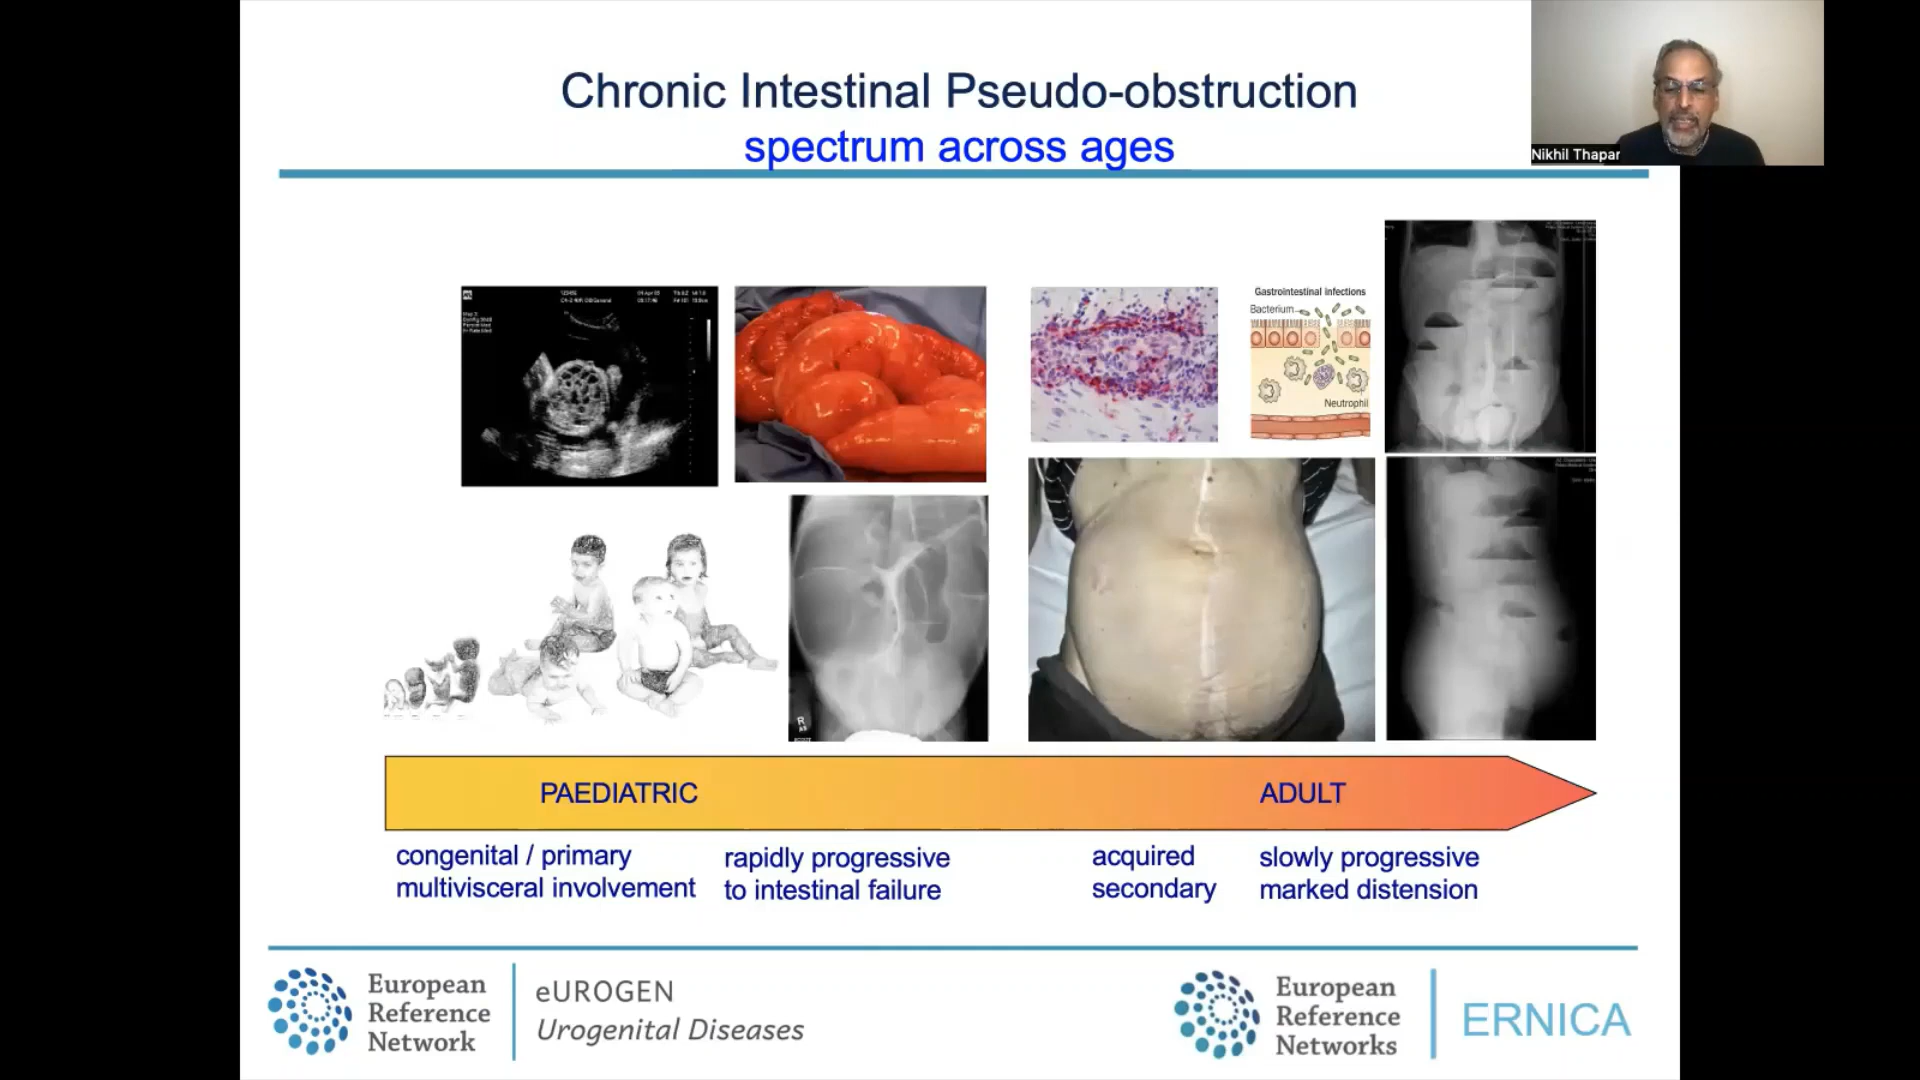 Chronic Intestinal Pseudo-obstruction
spectrum across ages
Nikhil Thapar
Gastrointestinal infections
Bacterium
Neutrophil
R
PAEDIATRIC
ADULT
congenital / primary
multivisceral involvement
rapidly progressive
to intestinal failure
acquired
secondary
slowly progressive
marked distension
European
Reference
Network
eUROGEN
Urogenital Diseases
European
Reference
Networks
ERNICA